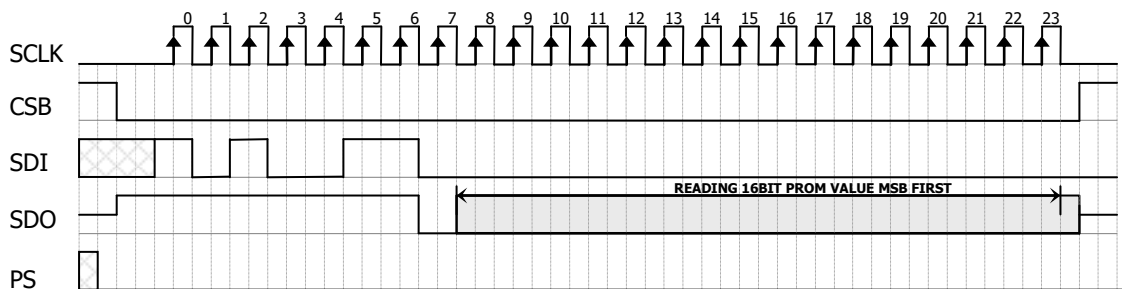 0 1 2 3 4 5 6 7 8 9 10 11 12 13 14 15 16 17 18 19 20 21 22 23
SCLK
CSB
SDI
READING 16BIT PROM VALUE MSB FIRST
SDO
PS